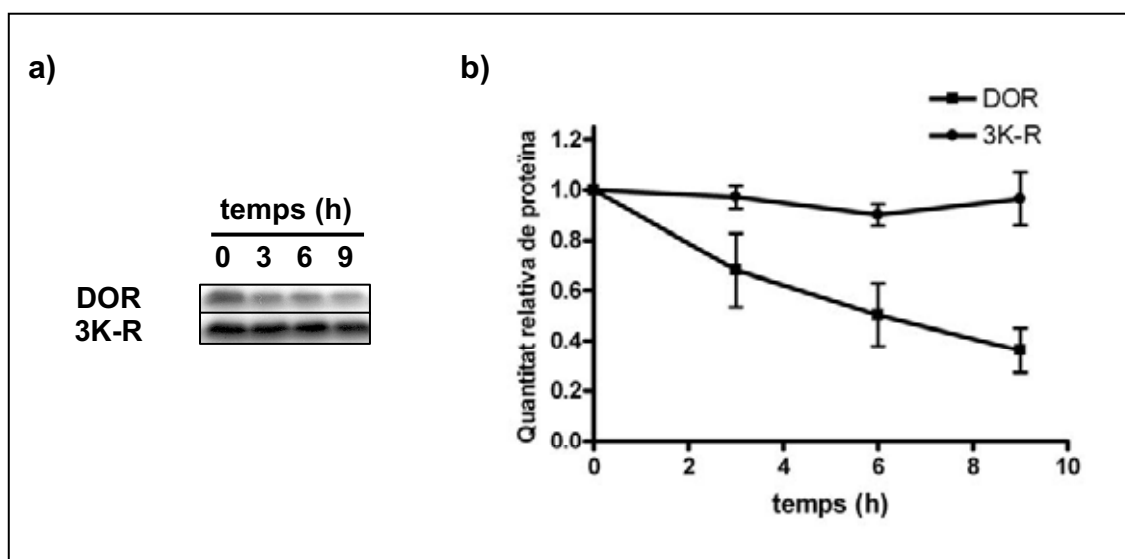 a)
temps (h)
0 3 6 9
DOR
3K-R
b)
DOR
3K-R
Quantitat relativa de proteïna
1.2
1.0
0.8
0.6
0.4
0.2
0.0
0 2 4 6 8 10
temps (h)